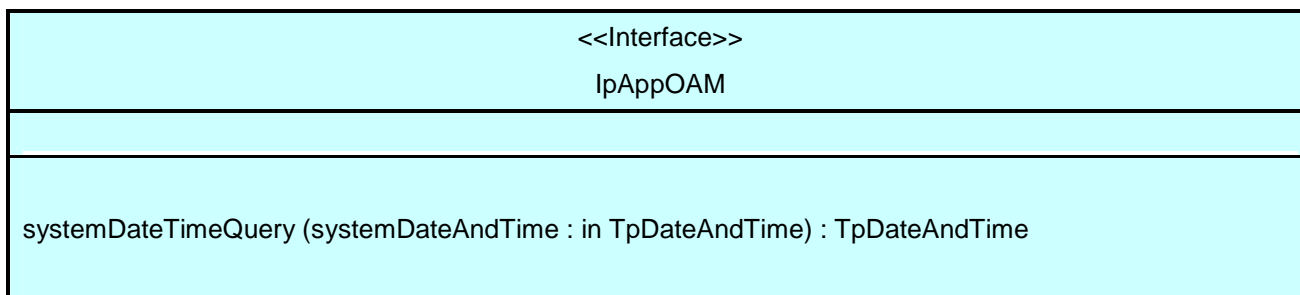 <<Interface>>
IpAppOAM
systemDateTimeQuery (systemDateAndTime : in TpDateAndTime) : TpDateAndTime